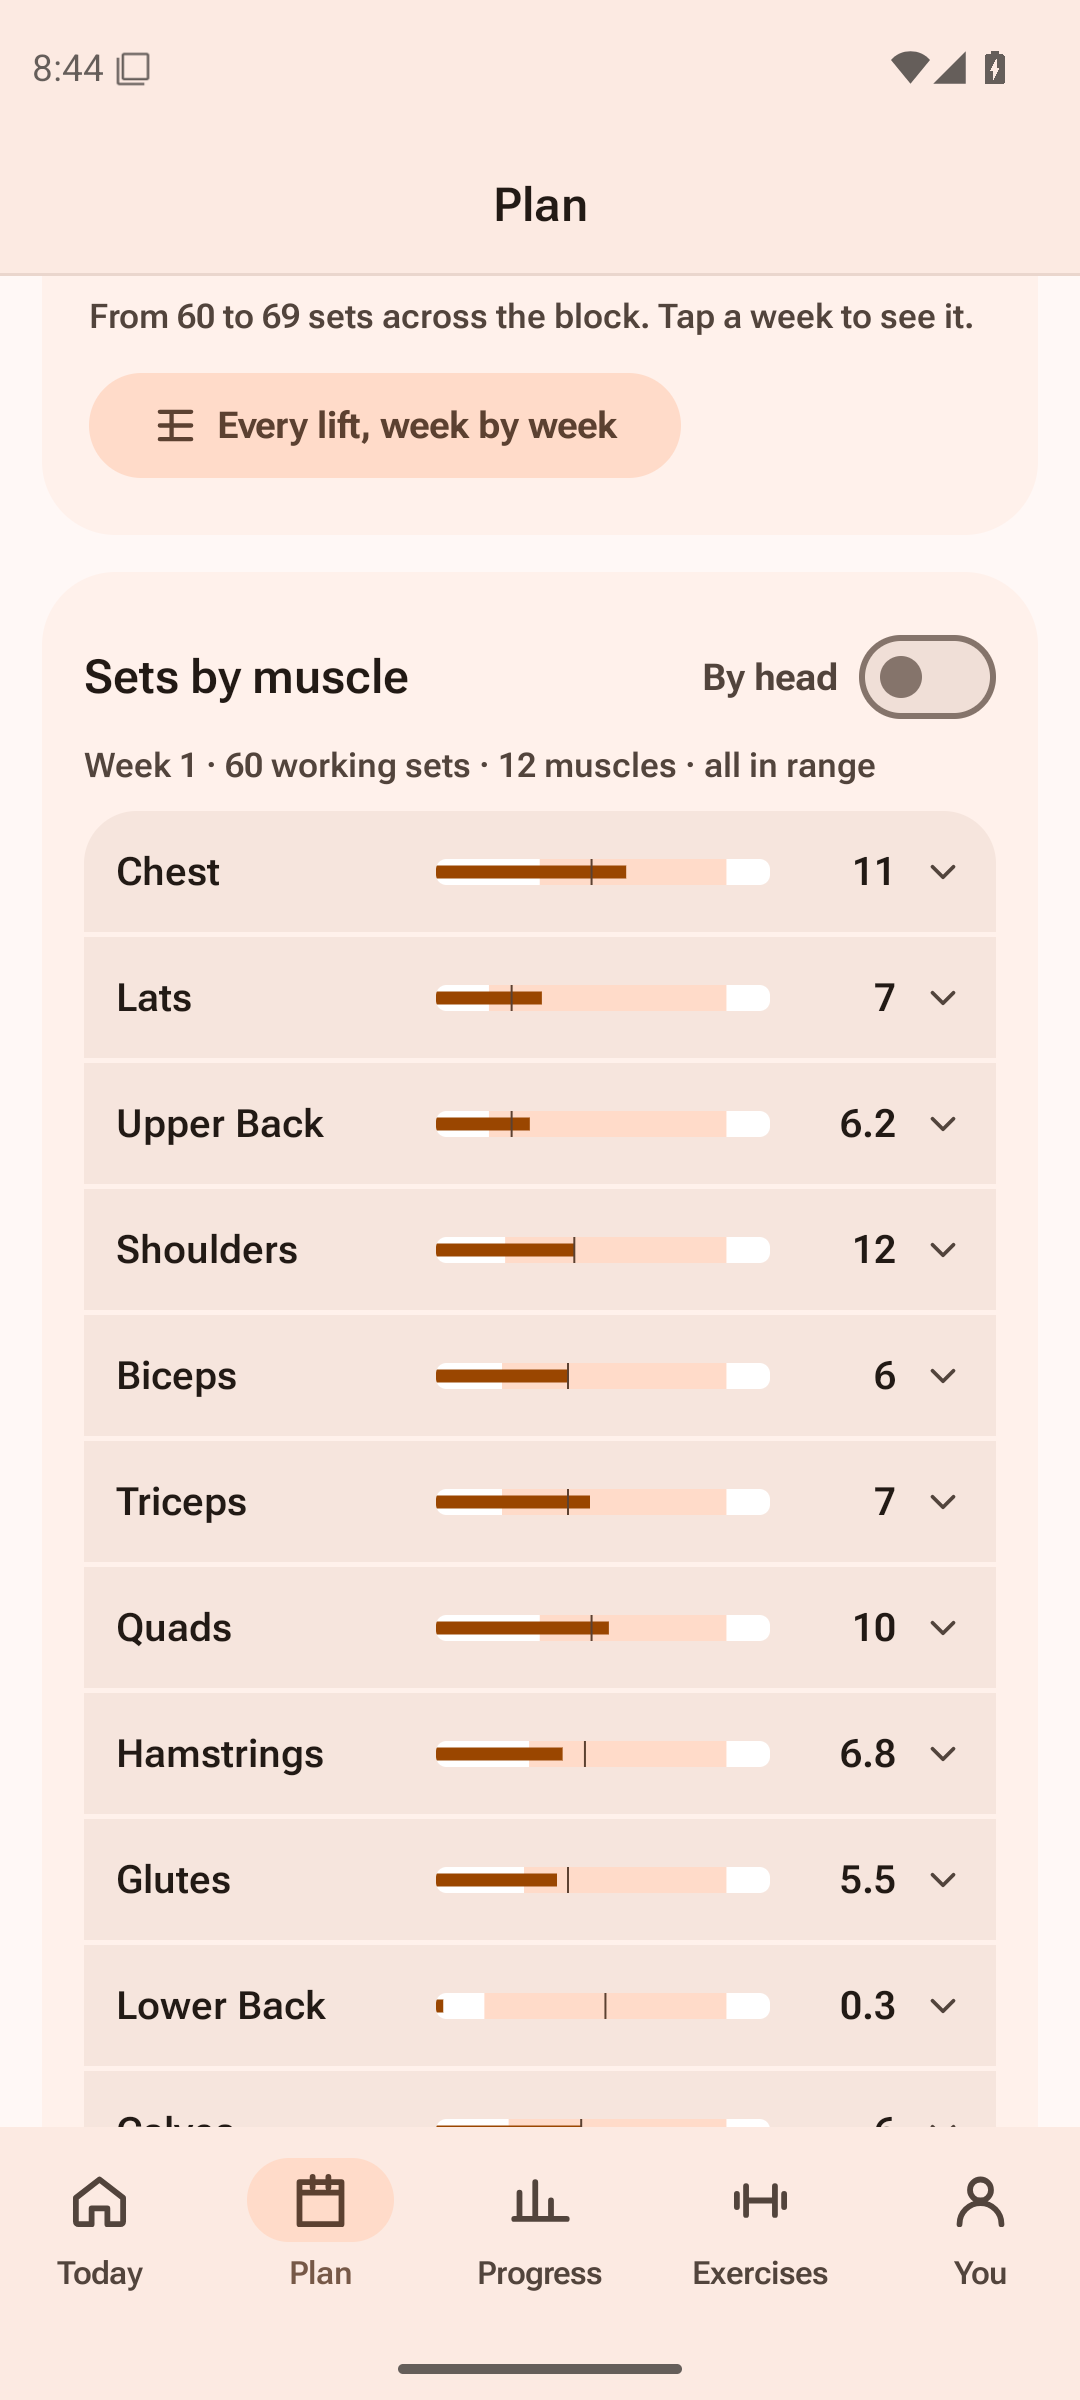 8:44
Plan
From 60 to 69 sets across the block. Tap a week to see it.
Every lift, week by week
Sets by muscle
By head
Week 1 · 60 working sets · 12 muscles · all in range
Chest 11
Lats 7
Upper Back 6.2
Shoulders 12
Biceps 6
Triceps 7
Quads 10
Hamstrings 6.8
Glutes 5.5
Lower Back 0.3
Today
Plan
Progress
Exercises
You